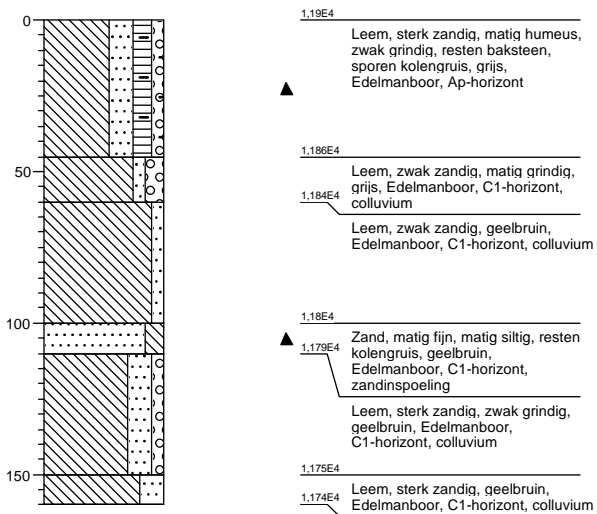 0
1,19E4
Leem, sterk zandig, matig humeus,
zwak grindig, resten baksteen,
sporen kolengruis, grijs,
Edelmanboor, Ap-horizont
1,186E4
50
Leem, zwak zandig, matig grindig,
grijs, Edelmanboor, C1-horizont,
colluvium
1,184E4
Leem, zwak zandig, geelbruin,
Edelmanboor, C1-horizont, colluvium
100
1,18E4
Zand, matig fijn, matig siltig, resten
kolengruis, geelbruin,
Edelmanboor, C1-horizont,
zandinspoeling
1,179E4
Leem, sterk zandig, zwak grindig,
geelbruin, Edelmanboor,
C1-horizont, colluvium
150
1,175E4
Leem, sterk zandig, geelbruin,
Edelmanboor, C1-horizont, colluvium
1,174E4